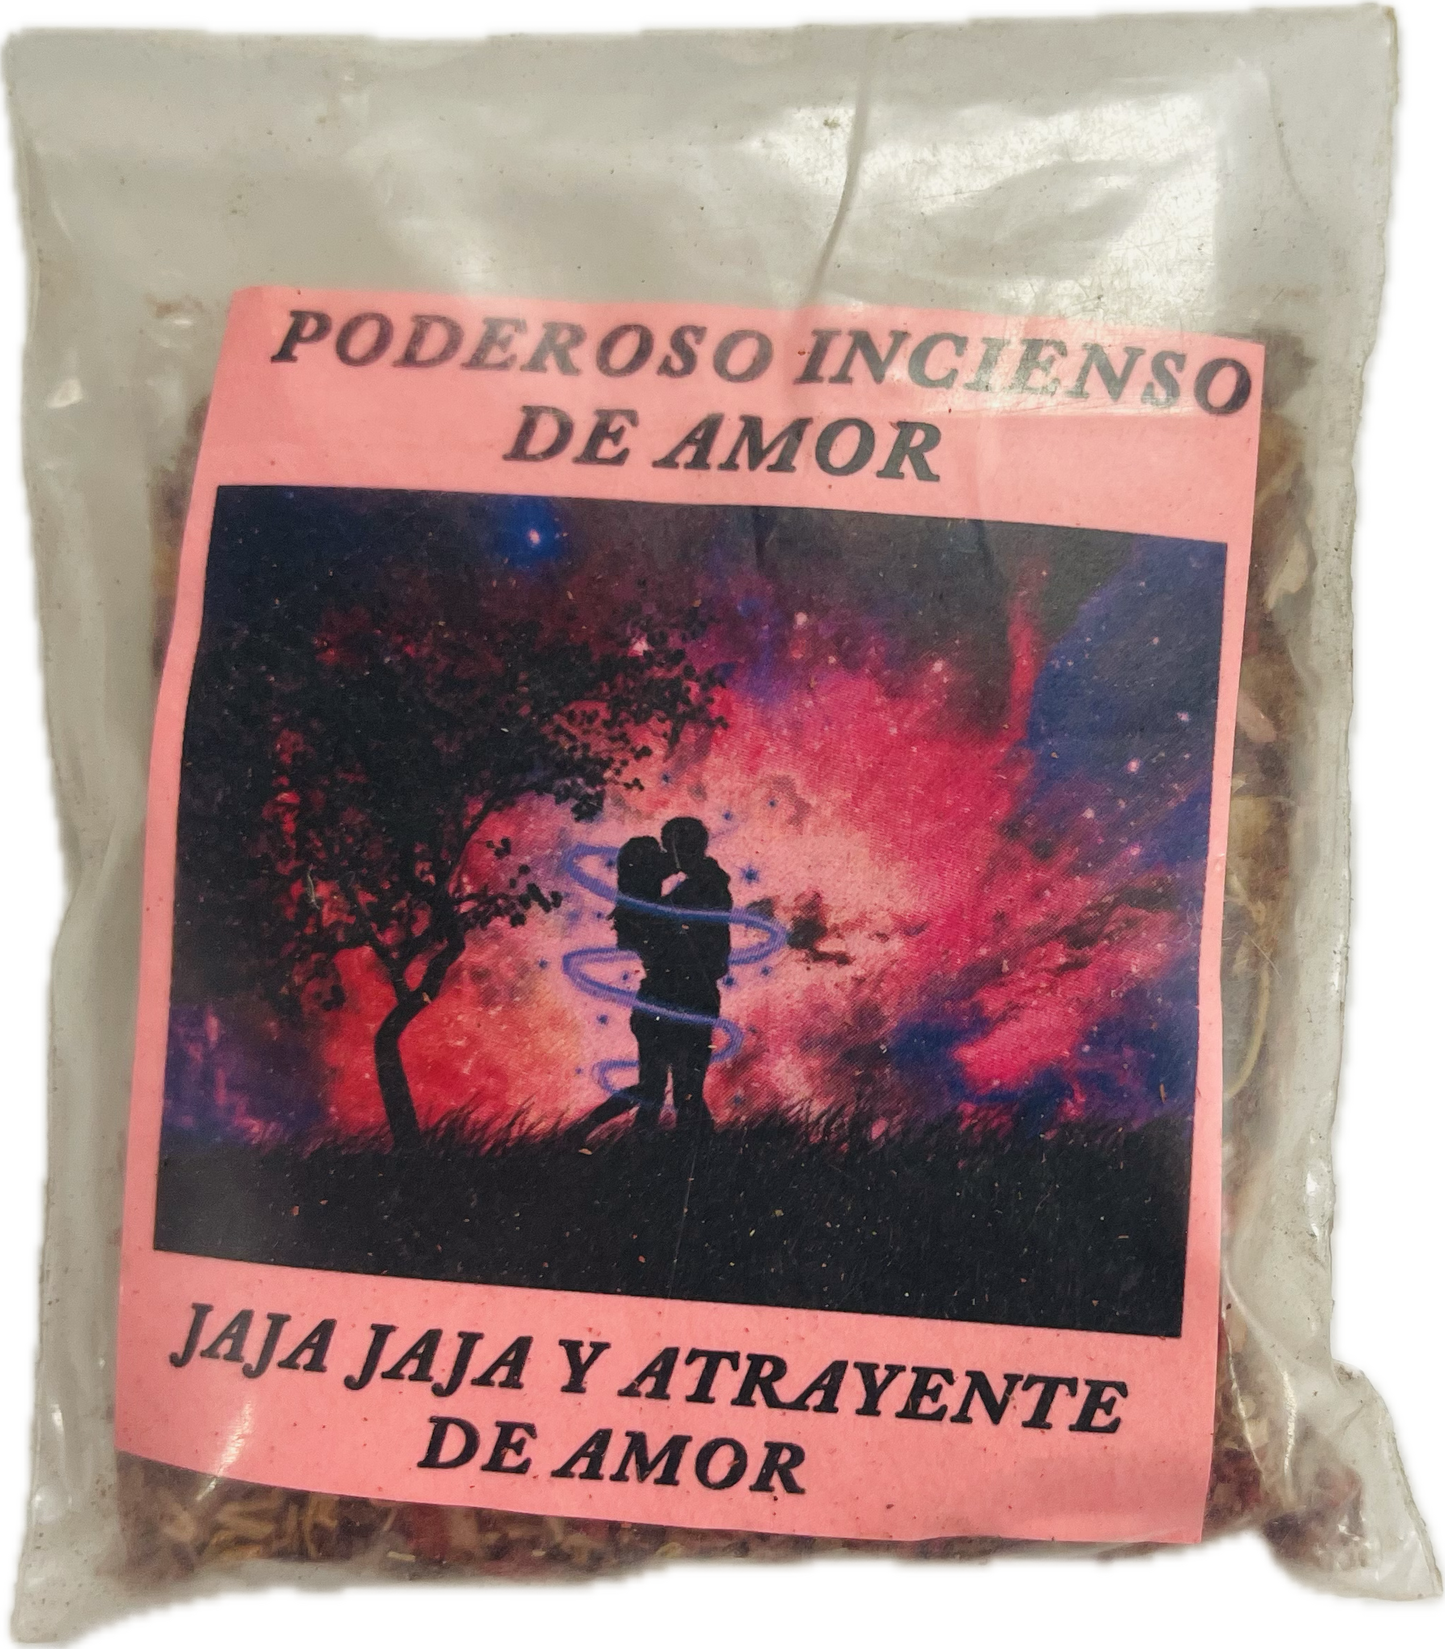 PODEROSO INCIENSO
DE AMOR
JAJA JAJA Y ATRAYENTE
DE AMOR